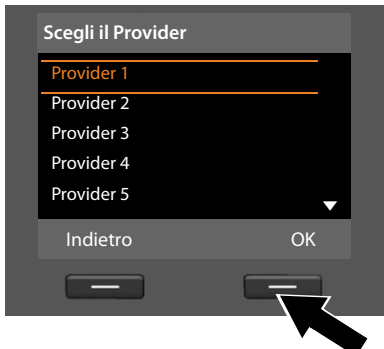 Scegli il Provider
Provider 1
Provider 2
Provider 3
Provider 4
Provider 5
Indietro OK